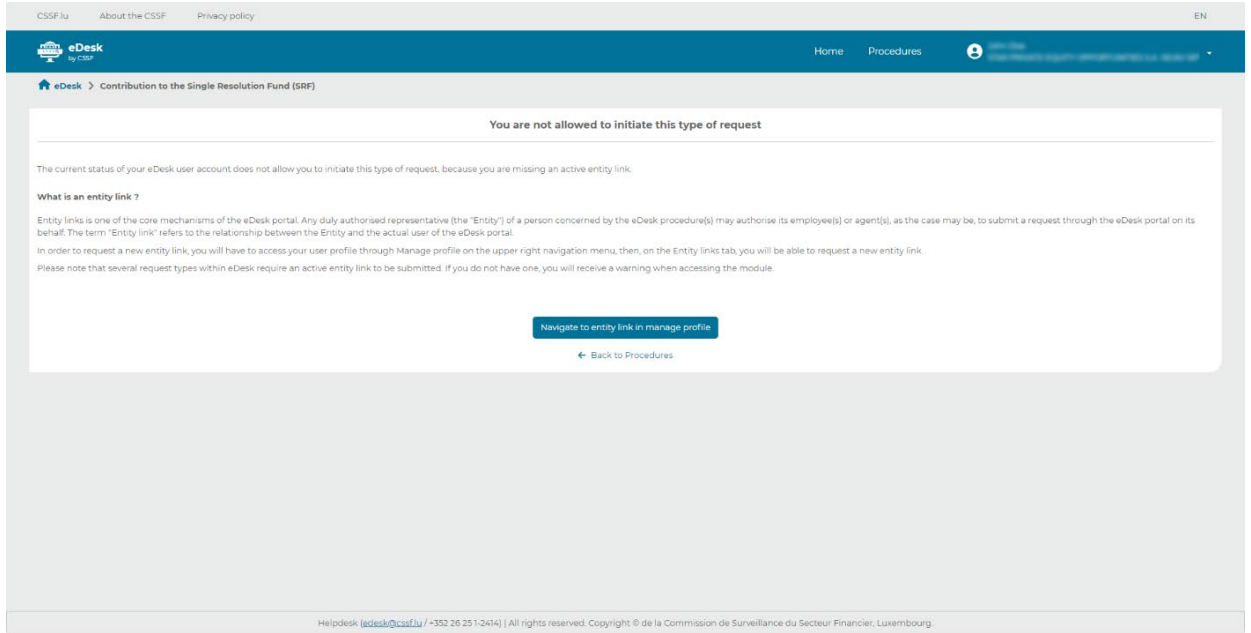 CSSF.lu About the CSSF Privacy policy EN
eDesk
by CSSF
Home Procedures
eDesk > Contribution to the Single Resolution Fund (SRF)
You are not allowed to initiate this type of request
The current status of your eDesk user account does not allow you to initiate this type of request, because you are missing an active entity link.
What is an entity link ?
Entity links is one of the core mechanisms of the eDesk portal. Any duly authorised representative (the "Entity") of a person concerned by the eDesk procedure(s) may authorise its employee(s) or agent(s), as the case may be, to submit a request through the eDesk portal on its
behalf. The term "Entity link" refers to the relationship between the Entity and the actual user of the eDesk portal.
In order to request a new entity link, you will have to access your user profile through Manage profile on the upper right navigation menu, then, on the Entity links tab, you will be able to request a new entity link.
Please note that several request types within eDesk require an active entity link to be submitted. If you do not have one, you will receive a warning when accessing the module.
Navigate to entity link in manage profile
← Back to Procedures
Helpdesk (edesk@cssf.lu / +352 26 25 1-2414) | All rights reserved. Copyright © de la Commission de Surveillance du Secteur Financier, Luxembourg.